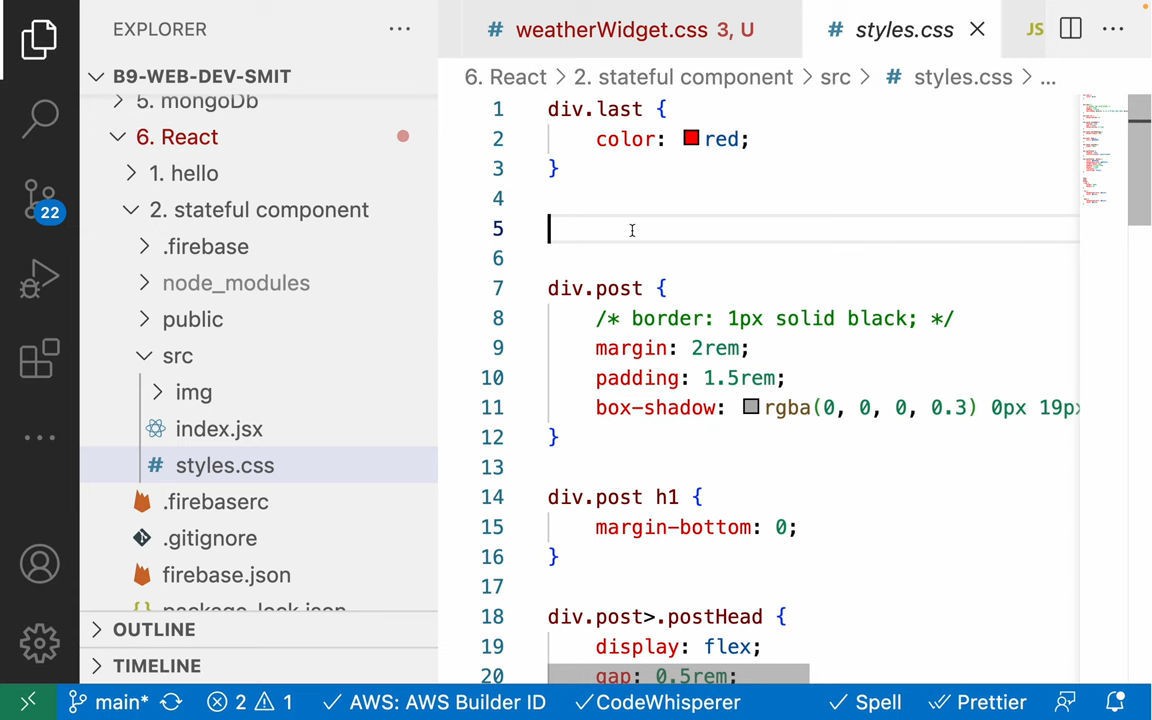 EXPLORER
B9-WEB-DEV-SMIT
5. mongoDb
6. React
1. hello
2. stateful component
.firebase
node_modules
public
src
img
index.jsx
# styles.css
.firebaserc
.gitignore
firebase.json
{} package-lock.json
OUTLINE
TIMELINE
# weatherWidget.css 3, U
# styles.css
JS
6. React > 2. stateful component > src > # styles.css > ...
1 div.last {
2 color: red;
3 }
4
5
6
7 div.post {
8 /* border: 1px solid black; */
9 margin: 2rem;
10 padding: 1.5rem;
11 box-shadow: rgba(0, 0, 0, 0.3) 0px 19px
12 }
13
14 div.post h1 {
15 margin-bottom: 0;
16 }
17
18 div.post>.postHead {
19 display: flex;
20 gap: 0.5rem;
22
main* 2 1 AWS: AWS Builder ID CodeWhisperer Spell Prettier